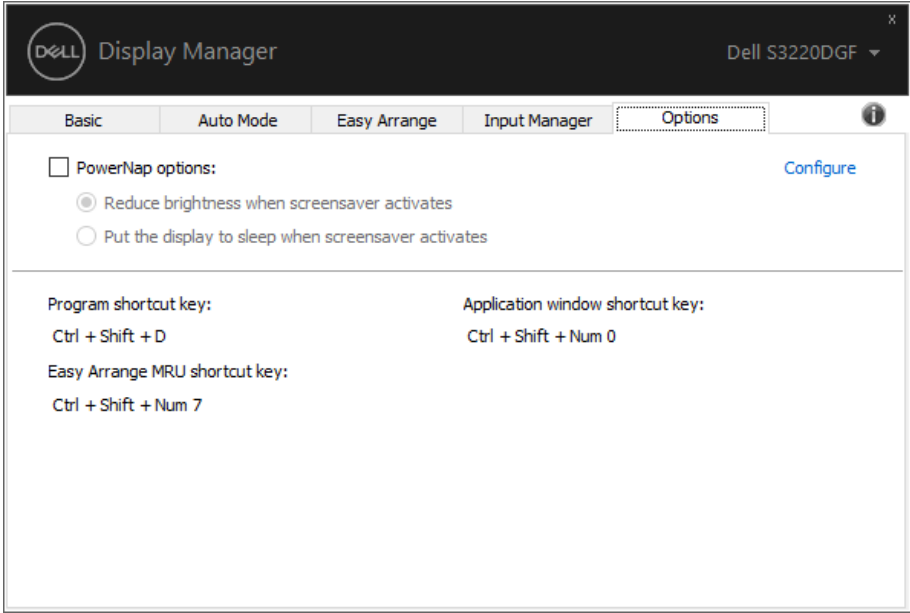 x
DELL Display Manager
Dell S3220DGF
Basic Auto Mode Easy Arrange Input Manager Options
PowerNap options: Configure
Reduce brightness when screensaver activates
Put the display to sleep when screensaver activates
Program shortcut key: Application window shortcut key:
Ctrl + Shift + D Ctrl + Shift + Num 0
Easy Arrange MRU shortcut key:
Ctrl + Shift + Num 7